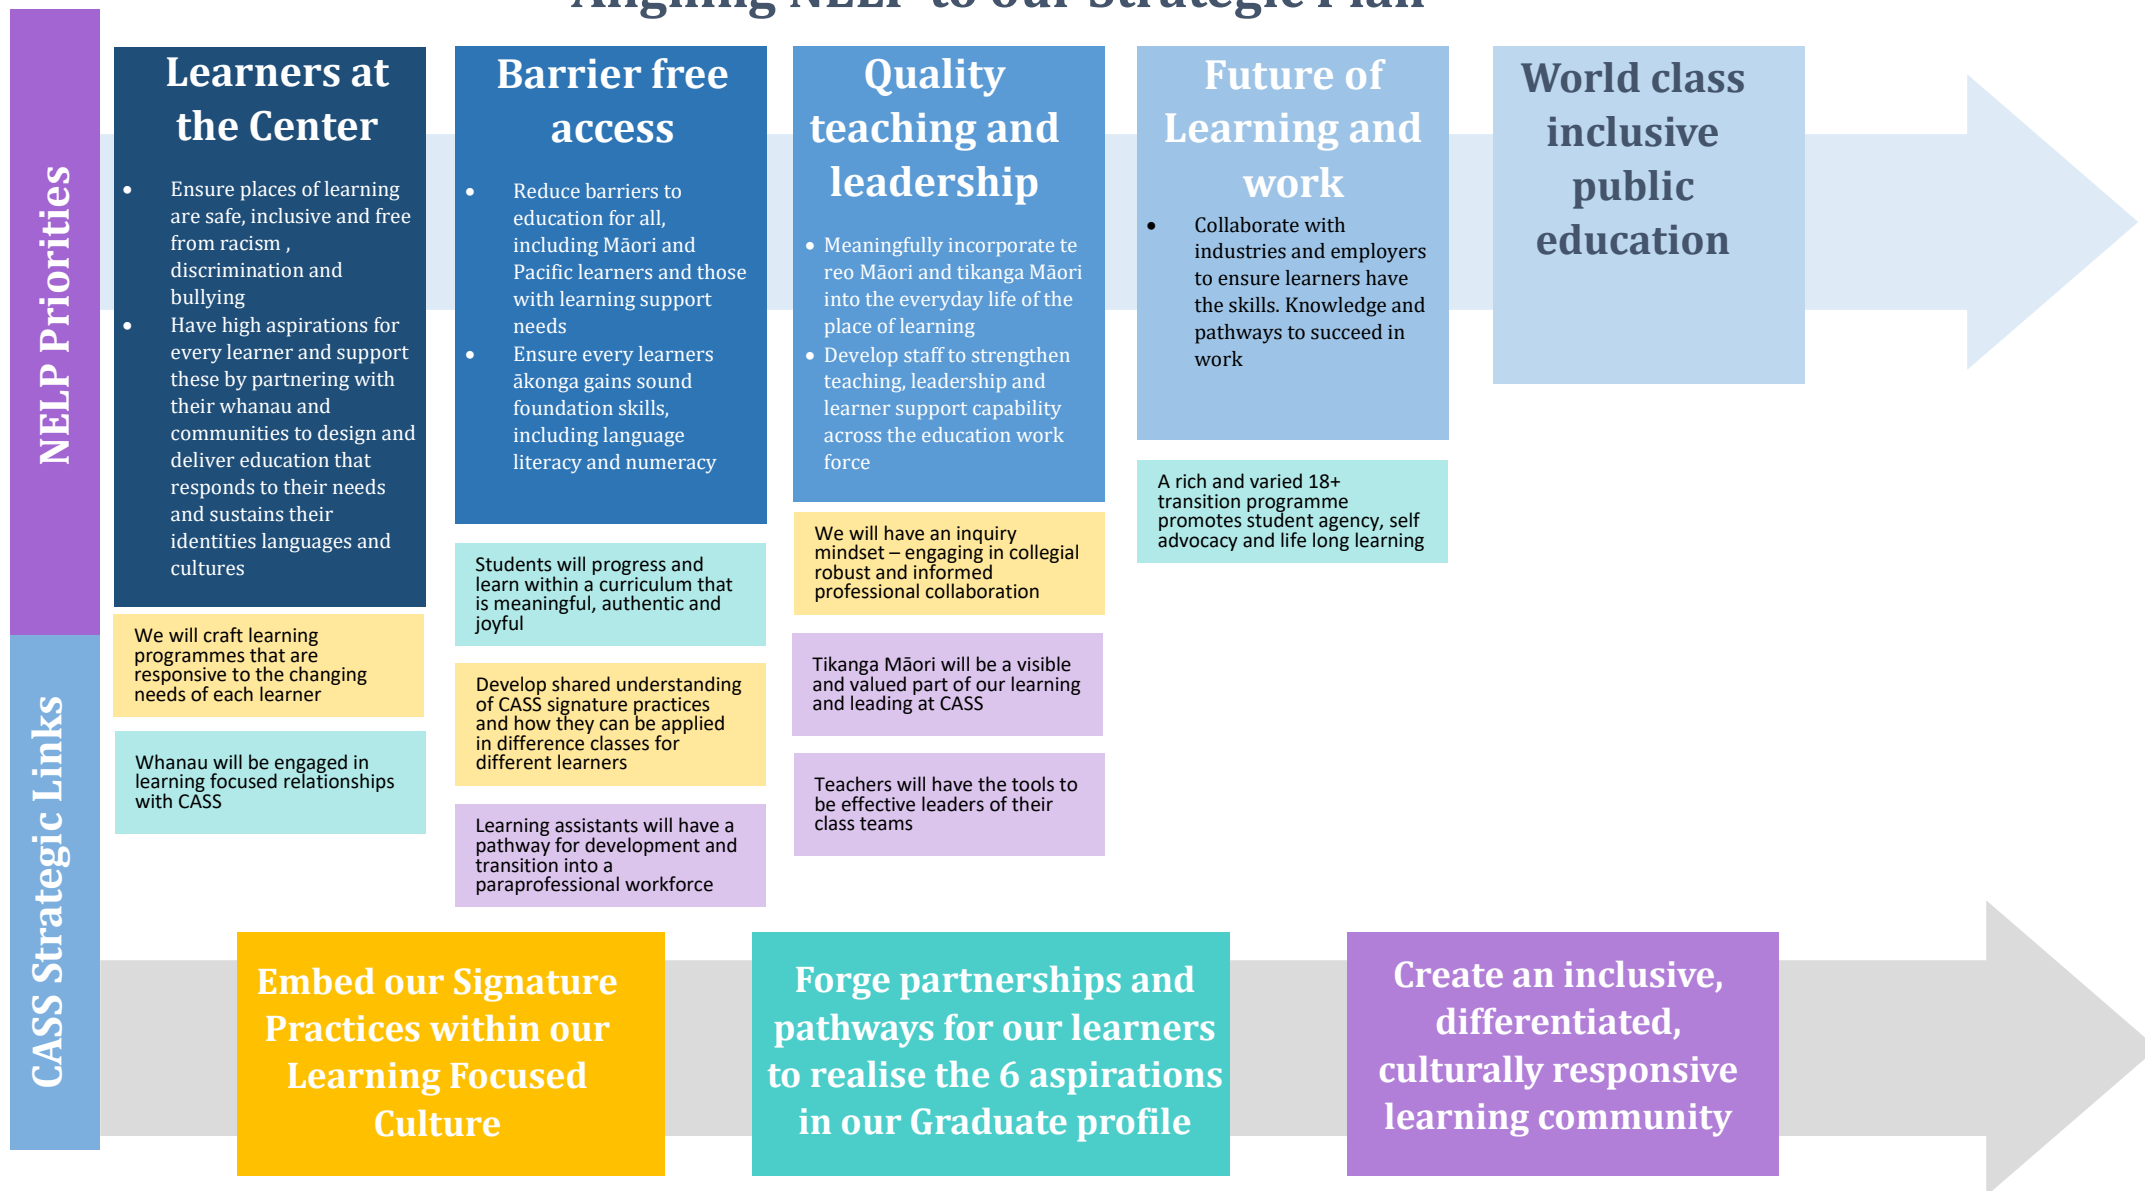 Aligning NELP to our Strategic Plan
NELP Priorities
Learners at
the Center
• Ensure places of learning
are safe, inclusive and free
from racism ,
discrimination and
bullying
• Have high aspirations for
every learner and support
these by partnering with
their whanau and
communities to design and
deliver education that
responds to their needs
and sustains their
identities languages and
cultures
Barrier free
access
• Reduce barriers to
education for all,
including Māori and
Pacific learners and those
with learning support
needs
• Ensure every learners
ākonga gains sound
foundation skills,
including language
literacy and numeracy
Quality
teaching and
leadership
• Meaningfully incorporate te
reo Māori and tikanga Māori
into the everyday life of the
place of learning
• Develop staff to strengthen
teaching, leadership and
learner support capability
across the education work
force
Future of
Learning and
work
• Collaborate with
industries and employers
to ensure learners have
the skills. Knowledge and
pathways to succeed in
work
World class
inclusive
public
education
CASS Strategic Links
We will craft learning
programmes that are
responsive to the changing
needs of each learner
Whanau will be engaged in
learning focused relationships
with CASS
Students will progress and
learn within a curriculum that
is meaningful, authentic and
joyful
Develop shared understanding
of CASS signature practices
and how they can be applied
in difference classes for
different learners
Learning assistants will have a
pathway for development and
transition into a
paraprofessional workforce
We will have an inquiry
mindset – engaging in collegial
robust and informed
professional collaboration
Tikanga Māori will be a visible
and valued part of our learning
and leading at CASS
Teachers will have the tools to
be effective leaders of their
class teams
A rich and varied 18+
transition programme
promotes student agency, self
advocacy and life long learning
Embed our Signature
Practices within our
Learning Focused
Culture
Forge partnerships and
pathways for our learners
to realise the 6 aspirations
in our Graduate profile
Create an inclusive,
differentiated,
culturally responsive
learning community